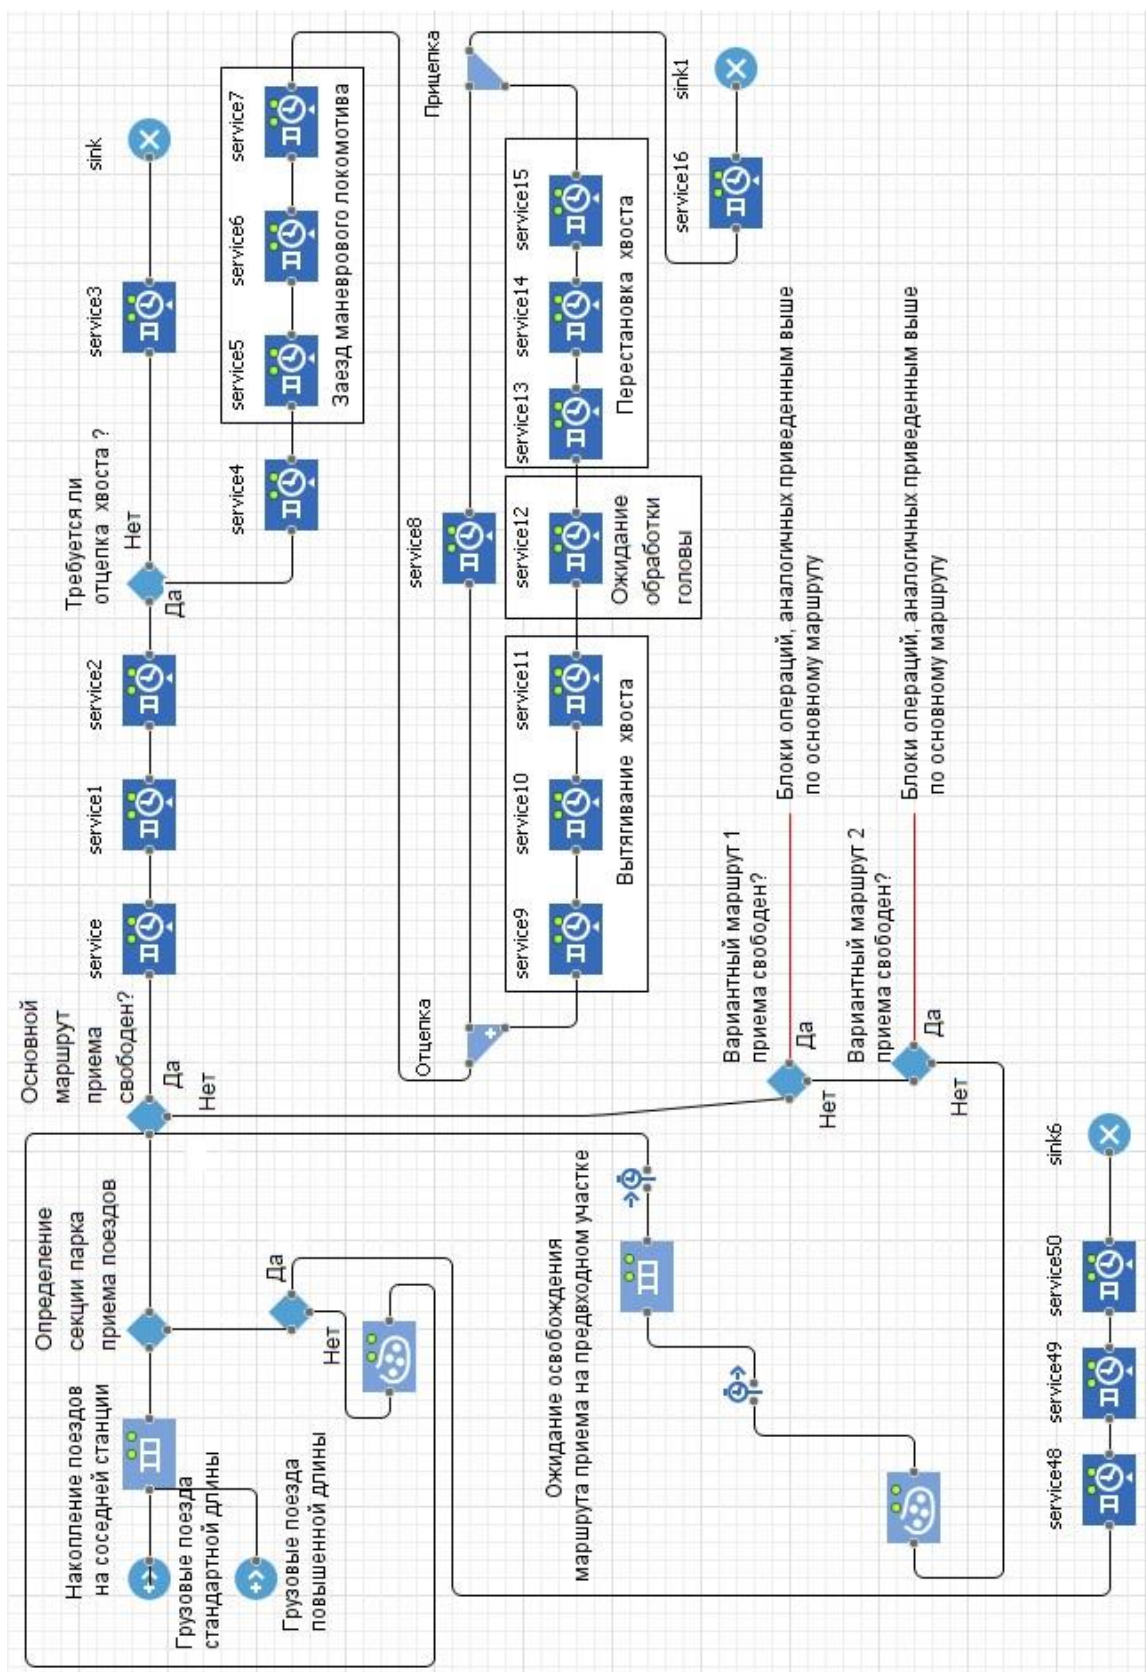 Накопление поездов
на соседней станции
Грузовые поезда
стандартной длины
Грузовые поезда
повышенной длины
Определение
секции парка
приема поездов
Да
Нет
Основной
маршрут
приема
свободен?
Да
Нет
service
service1
service2
Требуется ли
отцепка хвоста ?
Нет
Да
service3
sink
service4
service5
service6
service7
Заезд маневрового локомотива
Отцепка
service8
Прицепка
service9
service10
service11
Вытягивание хвоста
service12
Ожидание
обработки
головы
service13
service14
service15
Перестановка хвоста
service16
sink1
Ожидание освобождения
маршрута приема на предвходном участке
Вариантный маршрут 1
приема свободен?
Да
Нет
Блоки операций, аналогичных приведенным выше
по основному маршруту
Вариантный маршрут 2
приема свободен?
Да
Нет
Блоки операций, аналогичных приведенным выше
по основному маршруту
service48
service49
service50
sink6